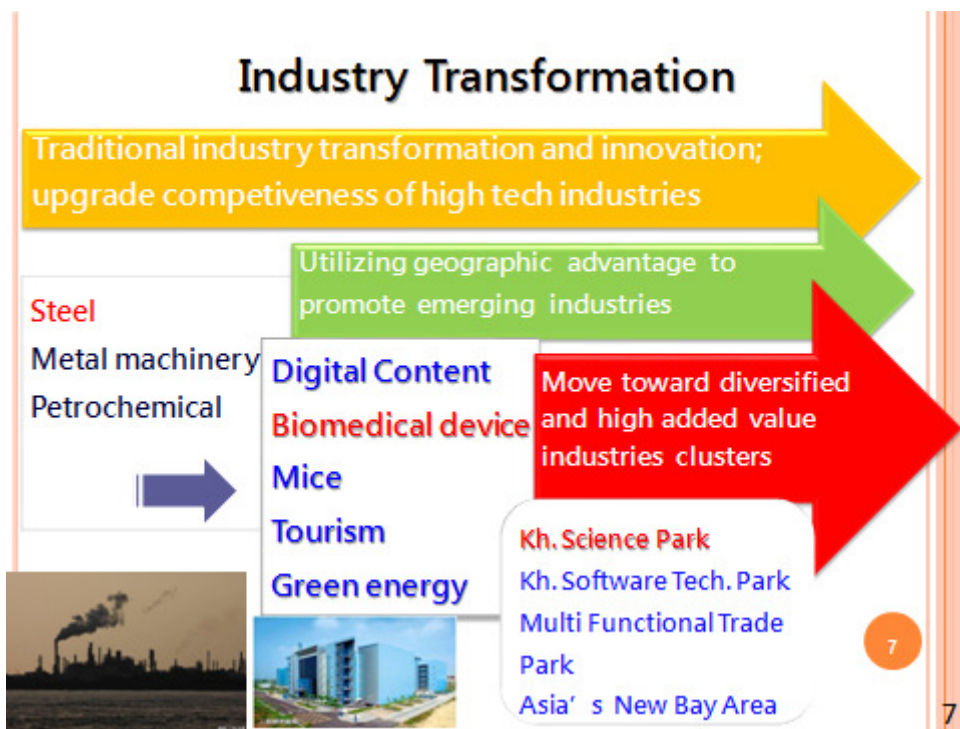 Industry Transformation
Traditional industry transformation and innovation;
upgrade competiveness of high tech industries
Utilizing geographic advantage to
promote emerging industries
Steel
Metal machinery
Petrochemical
Digital Content
Biomedical device
Mice
Tourism
Green energy
Move toward diversified
and high added value
industries clusters
Kh. Science Park
Kh. Software Tech. Park
Multi Functional Trade
Park
Asia's New Bay Area
7
7